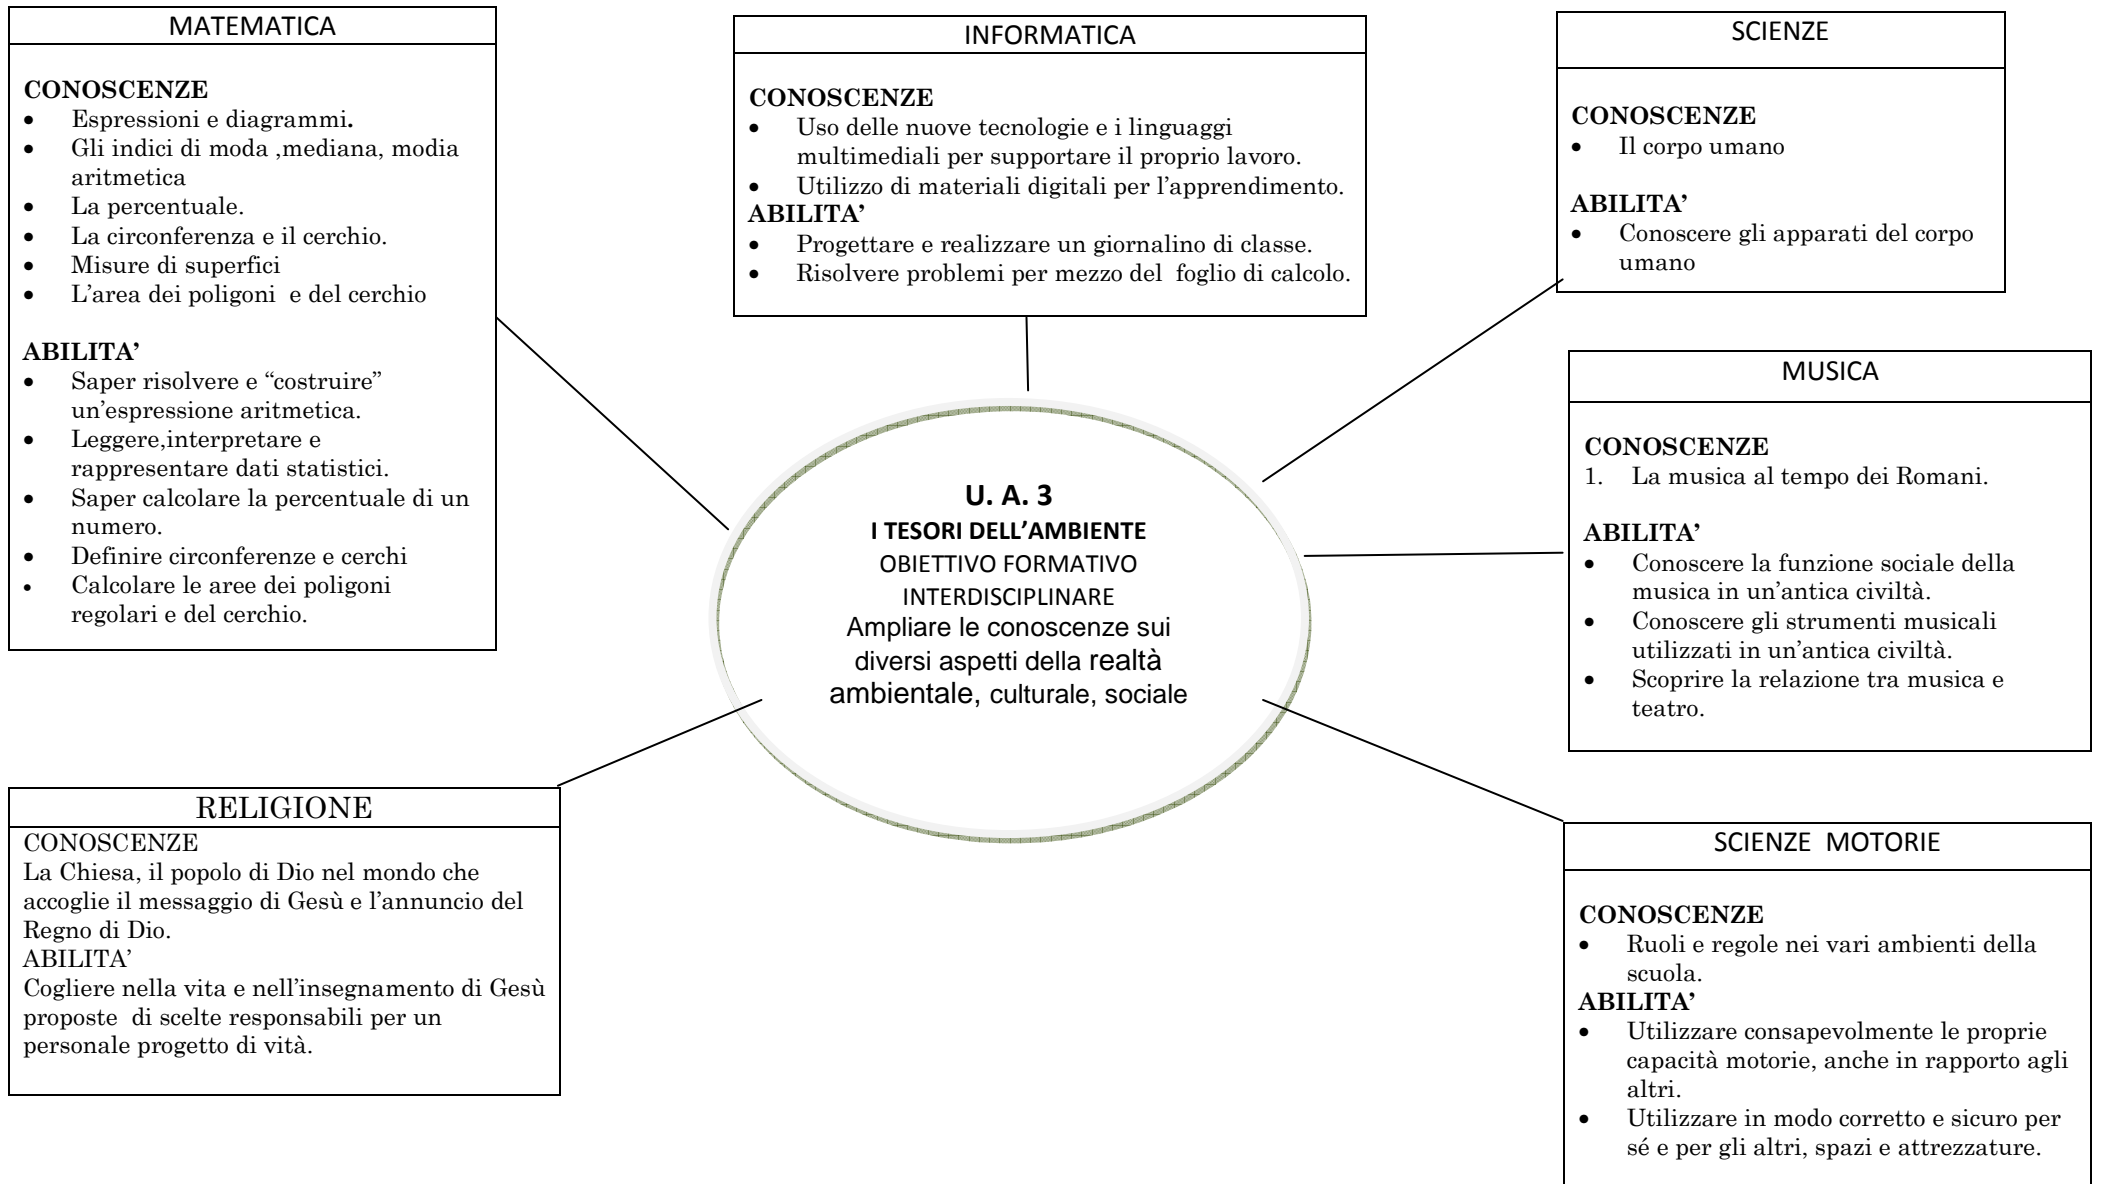 MATEMATICA
CONOSCENZE
• Espressioni e diagrammi.
• Gli indici di moda ,mediana, modia
aritmetica
• La percentuale.
• La circonferenza e il cerchio.
• Misure di superfici
• L’area dei poligoni e del cerchio
ABILITA’
• Saper risolvere e “costruire”
un’espressione aritmetica.
• Leggere,interpretare e
rappresentare dati statistici.
• Saper calcolare la percentuale di un
numero.
• Definire circonferenze e cerchi
• Calcolare le aree dei poligoni
regolari e del cerchio.
INFORMATICA
CONOSCENZE
• Uso delle nuove tecnologie e i linguaggi
multimediali per supportare il proprio lavoro.
• Utilizzo di materiali digitali per l’apprendimento.
ABILITA’
• Progettare e realizzare un giornalino di classe.
• Risolvere problemi per mezzo del foglio di calcolo.
SCIENZE
CONOSCENZE
• Il corpo umano
ABILITA’
• Conoscere gli apparati del corpo
umano
MUSICA
CONOSCENZE
1. La musica al tempo dei Romani.
ABILITA’
• Conoscere la funzione sociale della
musica in un’antica civiltà.
• Conoscere gli strumenti musicali
utilizzati in un’antica civiltà.
• Scoprire la relazione tra musica e
teatro.
U. A. 3
I TESORI DELL’AMBIENTE
OBIETTIVO FORMATIVO
INTERDISCIPLINARE
Ampliare le conoscenze sui
diversi aspetti della realtà
ambientale, culturale, sociale
RELIGIONE
CONOSCENZE
La Chiesa, il popolo di Dio nel mondo che
accoglie il messaggio di Gesù e l’annuncio del
Regno di Dio.
ABILITA’
Cogliere nella vita e nell’insegnamento di Gesù
proposte di scelte responsabili per un
personale progetto di vità.
SCIENZE MOTORIE
CONOSCENZE
• Ruoli e regole nei vari ambienti della
scuola.
ABILITA’
• Utilizzare consapevolmente le proprie
capacità motorie, anche in rapporto agli
altri.
• Utilizzare in modo corretto e sicuro per
sé e per gli altri, spazi e attrezzature.